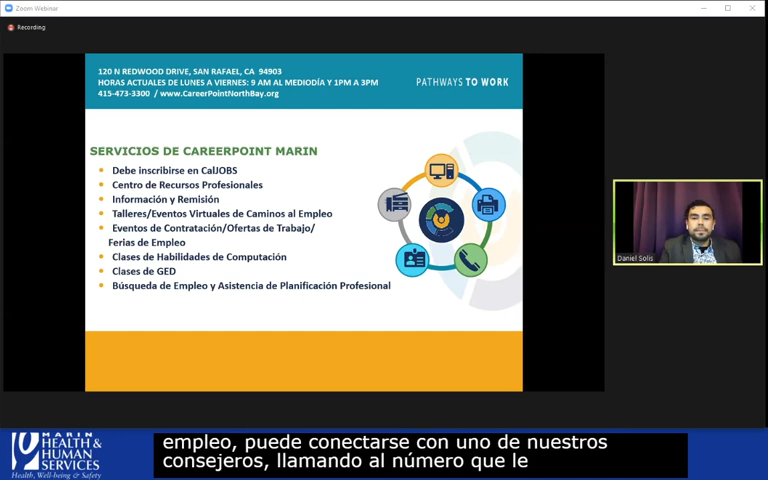 Zoom Webinar
Recording
120 N REDWOOD DRIVE, SAN RAFAEL, CA 94903
HORAS ACTUALES DE LUNES A VIERNES: 9 AM AL MEDIODÍA Y 1PM A 3PM
415-473-3300 / www.CareerPointNorthBay.org
PATHWAYS TO WORK
SERVICIOS DE CAREERPOINT MARIN
• Debe inscribirse en CalJOBS
• Centro de Recursos Profesionales
• Información y Remisión
• Talleres/Eventos Virtuales de Caminos al Empleo
• Eventos de Contratación/Ofertas de Trabajo/
Ferias de Empleo
• Clases de Habilidades de Computación
• Clases de GED
• Búsqueda de Empleo y Asistencia de Planificación Profesional
Daniel Solis
MARIN
HEALTH &
HUMAN
SERVICES
Health, Well-being & Safety
empleo, puede conectarse con uno de nuestros
consejeros, llamando al número que le